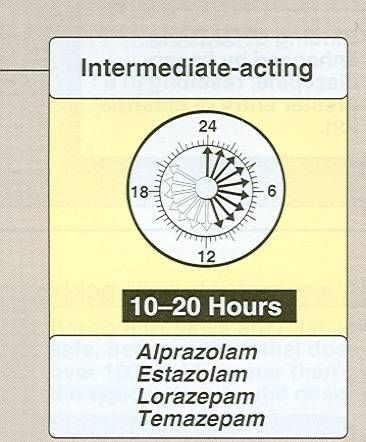 Intermediate-acting
24
18
6
12
10–20 Hours
Alprazolam
Estazolam
Lorazepam
Temazepam